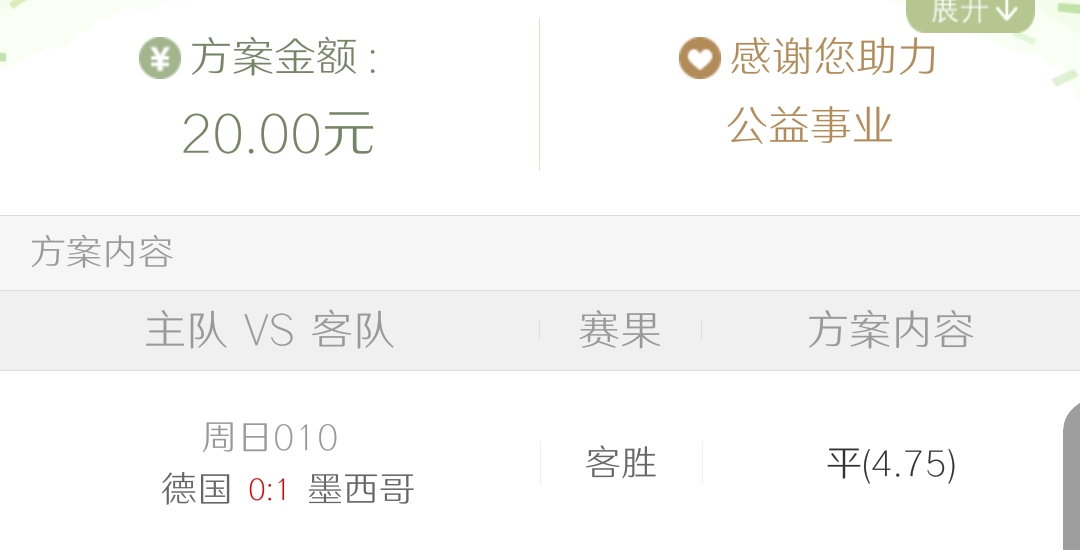 展开
方案金额：
20.00元
感谢您助力
公益事业
方案内容
主队 VS 客队
赛果
方案内容
周日010
德国 0:1 墨西哥
客胜
平(4.75)